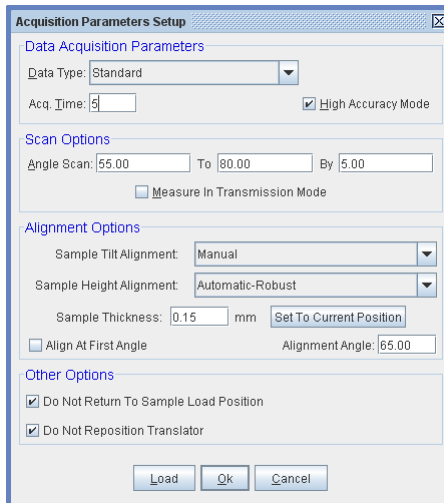 Acquisition Parameters Setup
Data Acquisition Parameters
Data Type: Standard
Acq. Time: 5 High Accuracy Mode
Scan Options
Angle Scan: 55.00 To 80.00 By 5.00
Measure In Transmission Mode
Alignment Options
Sample Tilt Alignment: Manual
Sample Height Alignment: Automatic-Robust
Sample Thickness: 0.15 mm Set To Current Position
Align At First Angle Alignment Angle: 65.00
Other Options
Do Not Return To Sample Load Position
Do Not Reposition Translator
Load Ok Cancel